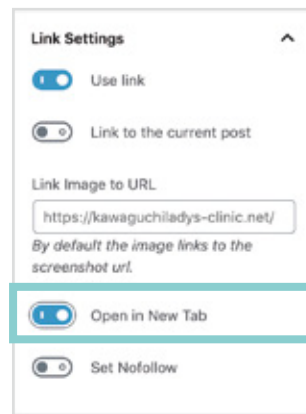 Link Settings
Use link
Link to the current post
Link Image to URL
https://kawaguchiladys-clinic.net/
By default the image links to the
screenshot url.
Open in New Tab
Set Nofollow